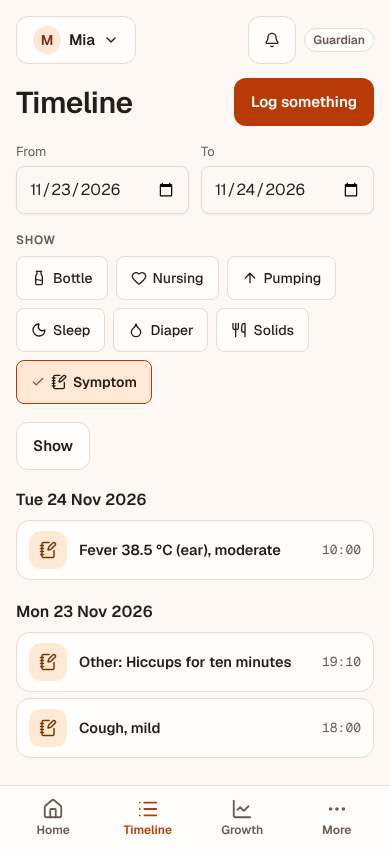 M Mia
Guardian
Timeline
Log something
From
To
11/23/2026
11/24/2026
SHOW
Bottle
Nursing
Pumping
Sleep
Diaper
Solids
Symptom
Show
Tue 24 Nov 2026
Fever 38.5 °C (ear), moderate 10:00
Mon 23 Nov 2026
Other: Hiccups for ten minutes 19:10
Cough, mild 18:00
Home
Timeline
Growth
More